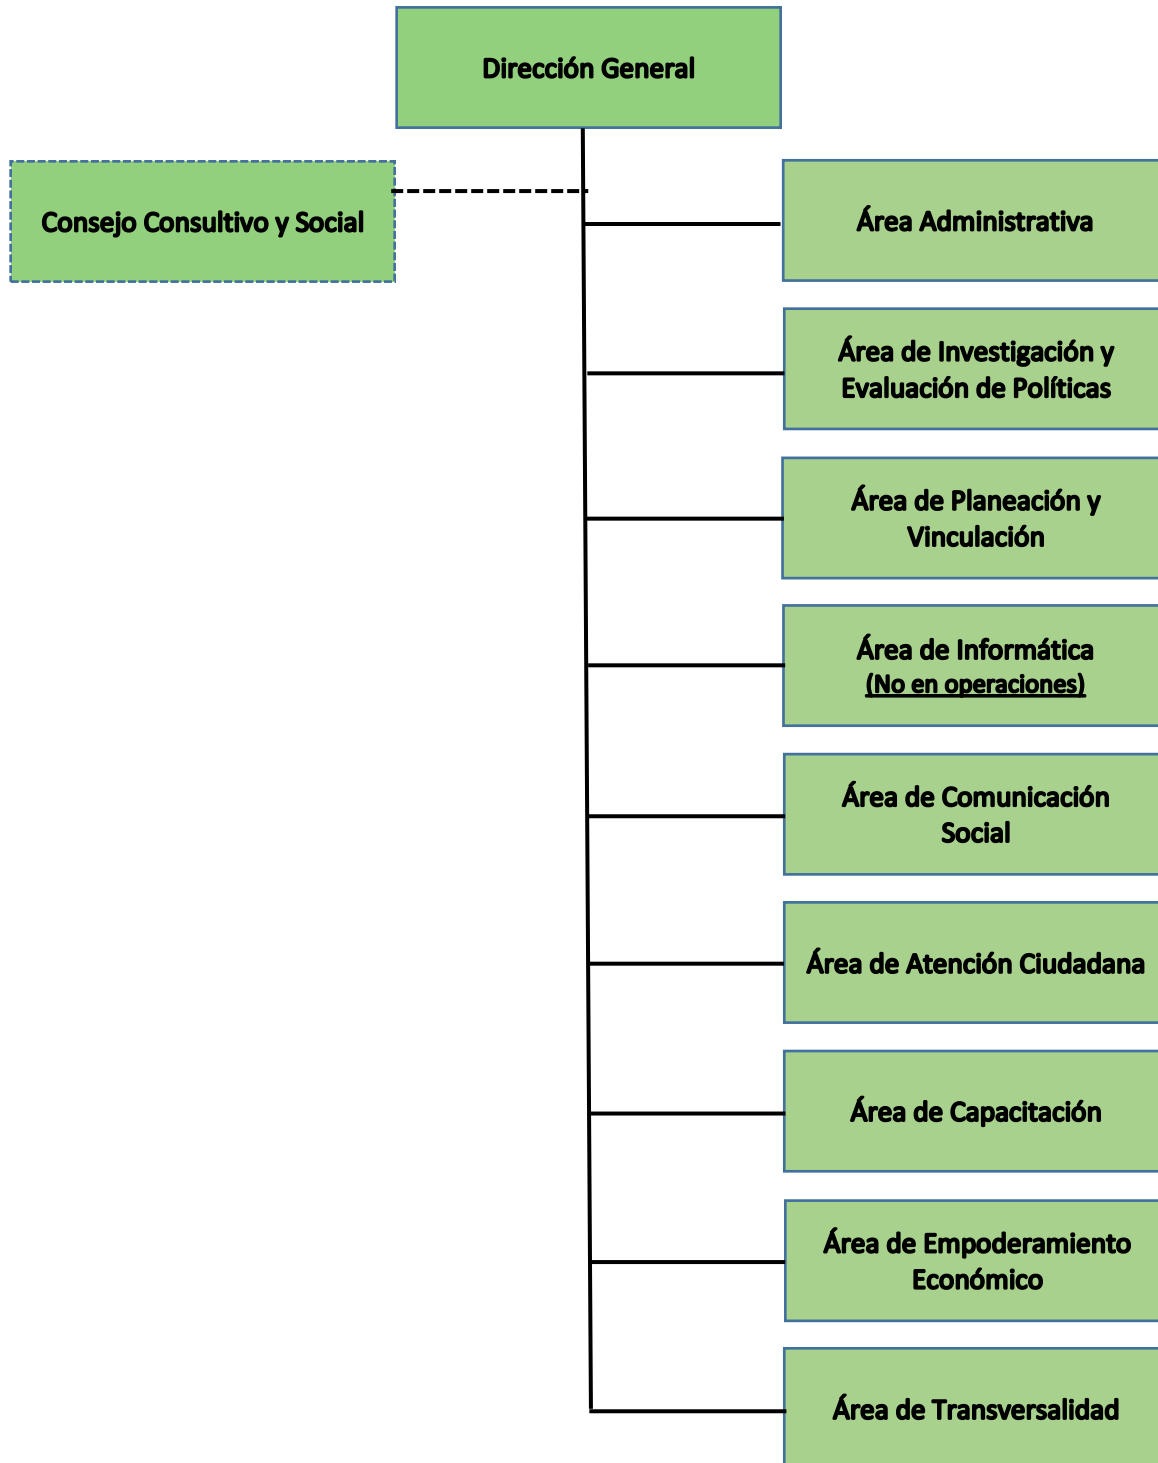 Dirección General
Consejo Consultivo y Social
Área Administrativa
Área de Investigación y
Evaluación de Políticas
Área de Planeación y
Vinculación
Área de Informática
(No en operaciones)
Área de Comunicación
Social
Área de Atención Ciudadana
Área de Capacitación
Área de Empoderamiento
Económico
Área de Transversalidad